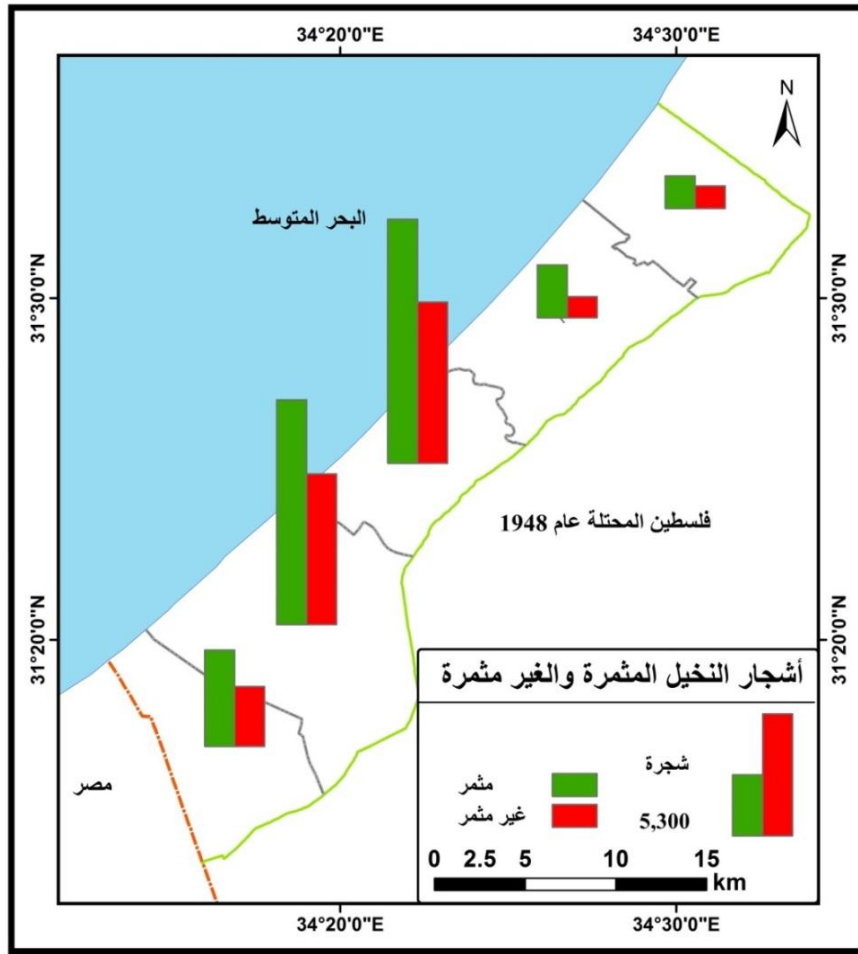 34°20'0"E
34°30'0"E
N
البحر المتوسط
31°30'0"N
31°30'0"N
فلسطين المحتلة عام 1948
31°20'0"N
31°20'0"N
أشجار النخيل المثمرة والغير مثمرة
شجرة
مثمر
غير مثمر
5,300
مصر
0 2.5 5 10 15
km
34°20'0"E
34°30'0"E